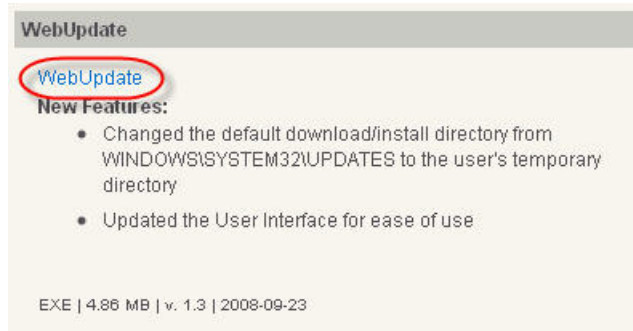 WebUpdate
WebUpdate
New Features:
• Changed the default download/install directory from
WINDOWS\SYSTEM32\UPDATES to the user's temporary
directory
• Updated the User Interface for ease of use
EXE | 4.86 MB | v. 1.3 | 2008-09-23